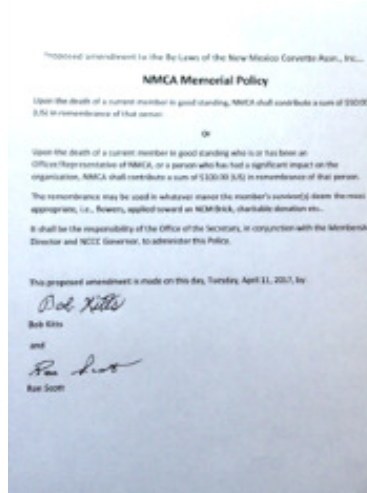 Proposed amendment to the By-Laws of the New Mexico Corvette Assn., Inc...
NMCA Memorial Policy
Upon the death of a current member in good standing, NMCA shall contribute a sum of $50.00
(US) in remembrance of that person.
Or
Upon the death of a current member in good standing who is or has been an
Officer/Representative of NMCA, or a person who has had a significant impact on the
organization, NMCA shall contribute a sum of $100.00 (US) in remembrance of that person.
The remembrance may be used in whatever manor the member's survivor(s) deem the most
appropriate, i.e., flowers, applied toward an NCM Brick, charitable donation etc..
It shall be the responsibility of the Office of the Secretary, in conjunction with the Membership
Director and NCCC Governor, to administer this Policy.
This proposed amendment is made on this day, Tuesday, April 11, 2017, by
Bob Kitts
Bob Kitts
and
Ron Scott
Ron Scott